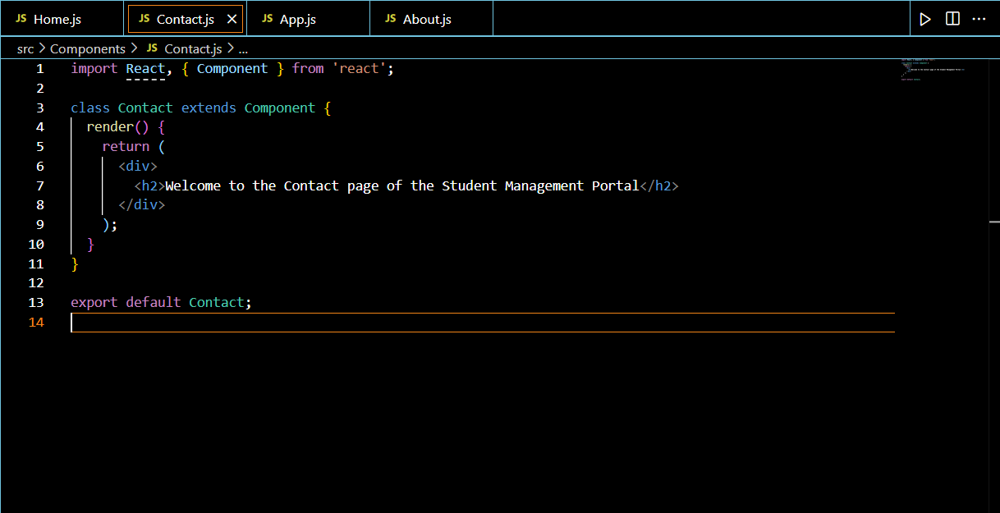 JS Home.js JS Contact.js JS App.js JS About.js
src > Components > JS Contact.js > ...
1 import React, { Component } from 'react';
2
3 class Contact extends Component {
4   render() {
5     return (
6       <div>
7         <h2>Welcome to the Contact page of the Student Management Portal</h2>
8       </div>
9     );
10   }
11 }
12
13 export default Contact;
14